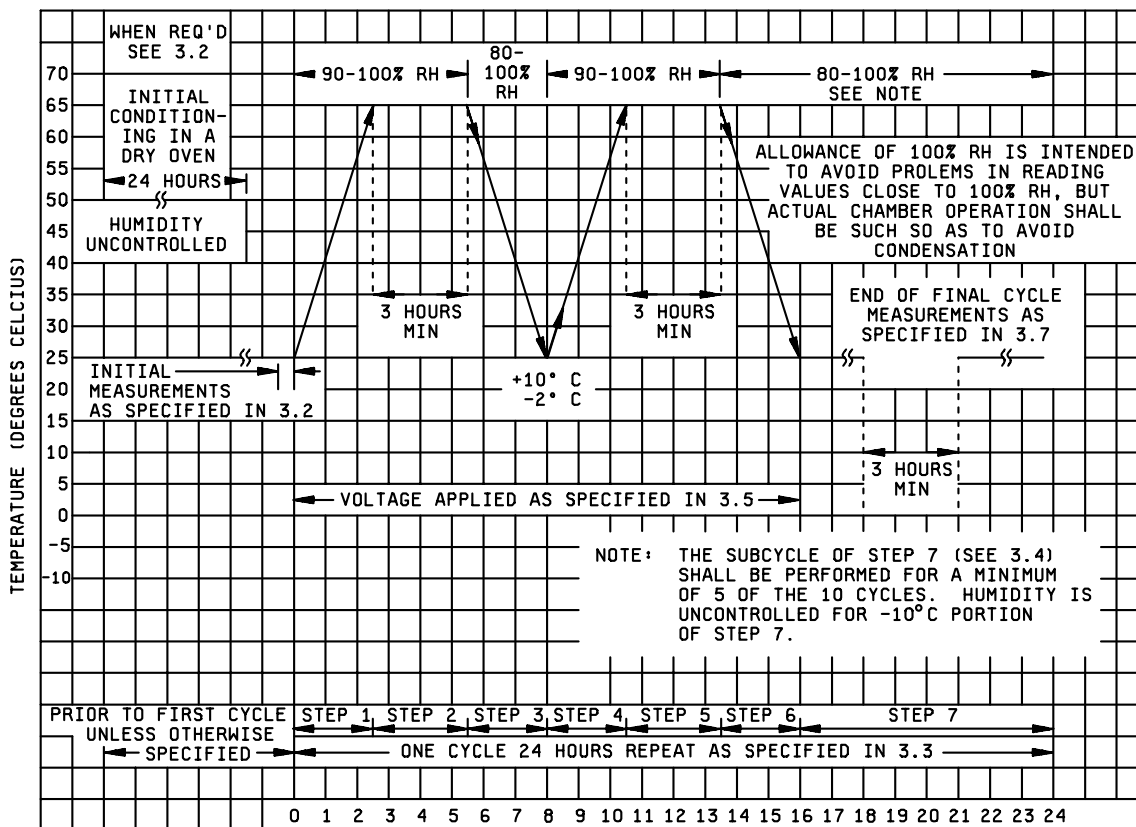 WHEN REQ'D
SEE 3.2
INITIAL
CONDITION-
ING IN A
DRY OVEN
24 HOURS
HUMIDITY
UNCONTROLLED
90-100% RH
80-
100%
RH
90-100% RH
80-100% RH
SEE NOTE
ALLOWANCE OF 100% RH IS INTENDED
TO AVOID PROLEMS IN READING
VALUES CLOSE TO 100% RH, BUT
ACTUAL CHAMBER OPERATION SHALL
BE SUCH SO AS TO AVOID
CONDENSATION
3 HOURS
MIN
3 HOURS
MIN
END OF FINAL CYCLE
MEASUREMENTS AS
SPECIFIED IN 3.7
INITIAL
MEASUREMENTS
AS SPECIFIED IN 3.2
+10° C
-2° C
3 HOURS
MIN
VOLTAGE APPLIED AS SPECIFIED IN 3.5
NOTE: THE SUBCYCLE OF STEP 7 (SEE 3.4)
SHALL BE PERFORMED FOR A MINIMUM
OF 5 OF THE 10 CYCLES. HUMIDITY IS
UNCONTROLLED FOR -10°C PORTION
OF STEP 7.
TEMPERATURE (DEGREES CELCIUS)
70
65
60
55
50
45
40
35
30
25
20
15
10
5
0
-5
-10
PRIOR TO FIRST CYCLE
UNLESS OTHERWISE
SPECIFIED
STEP 1 STEP 2 STEP 3 STEP 4 STEP 5 STEP 6 STEP 7
ONE CYCLE 24 HOURS REPEAT AS SPECIFIED IN 3.3
0 1 2 3 4 5 6 7 8 9 10 11 12 13 14 15 16 17 18 19 20 21 22 23 24